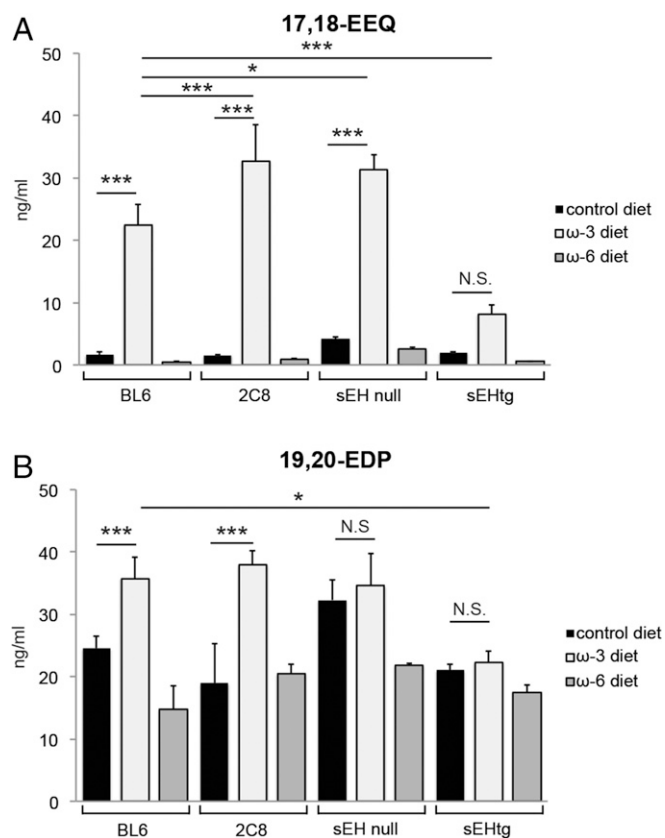 A
17,18-EEQ
***
*
***
***
***
***
N.S.
50
40
30
20
10
0
ng/ml
control diet
ω-3 diet
ω-6 diet
BL6
2C8
sEH null
sEHtg
B
19,20-EDP
*
***
***
N.S
N.S.
50
40
30
20
10
0
ng/ml
control diet
ω-3 diet
ω-6 diet
BL6
2C8
sEH null
sEHtg